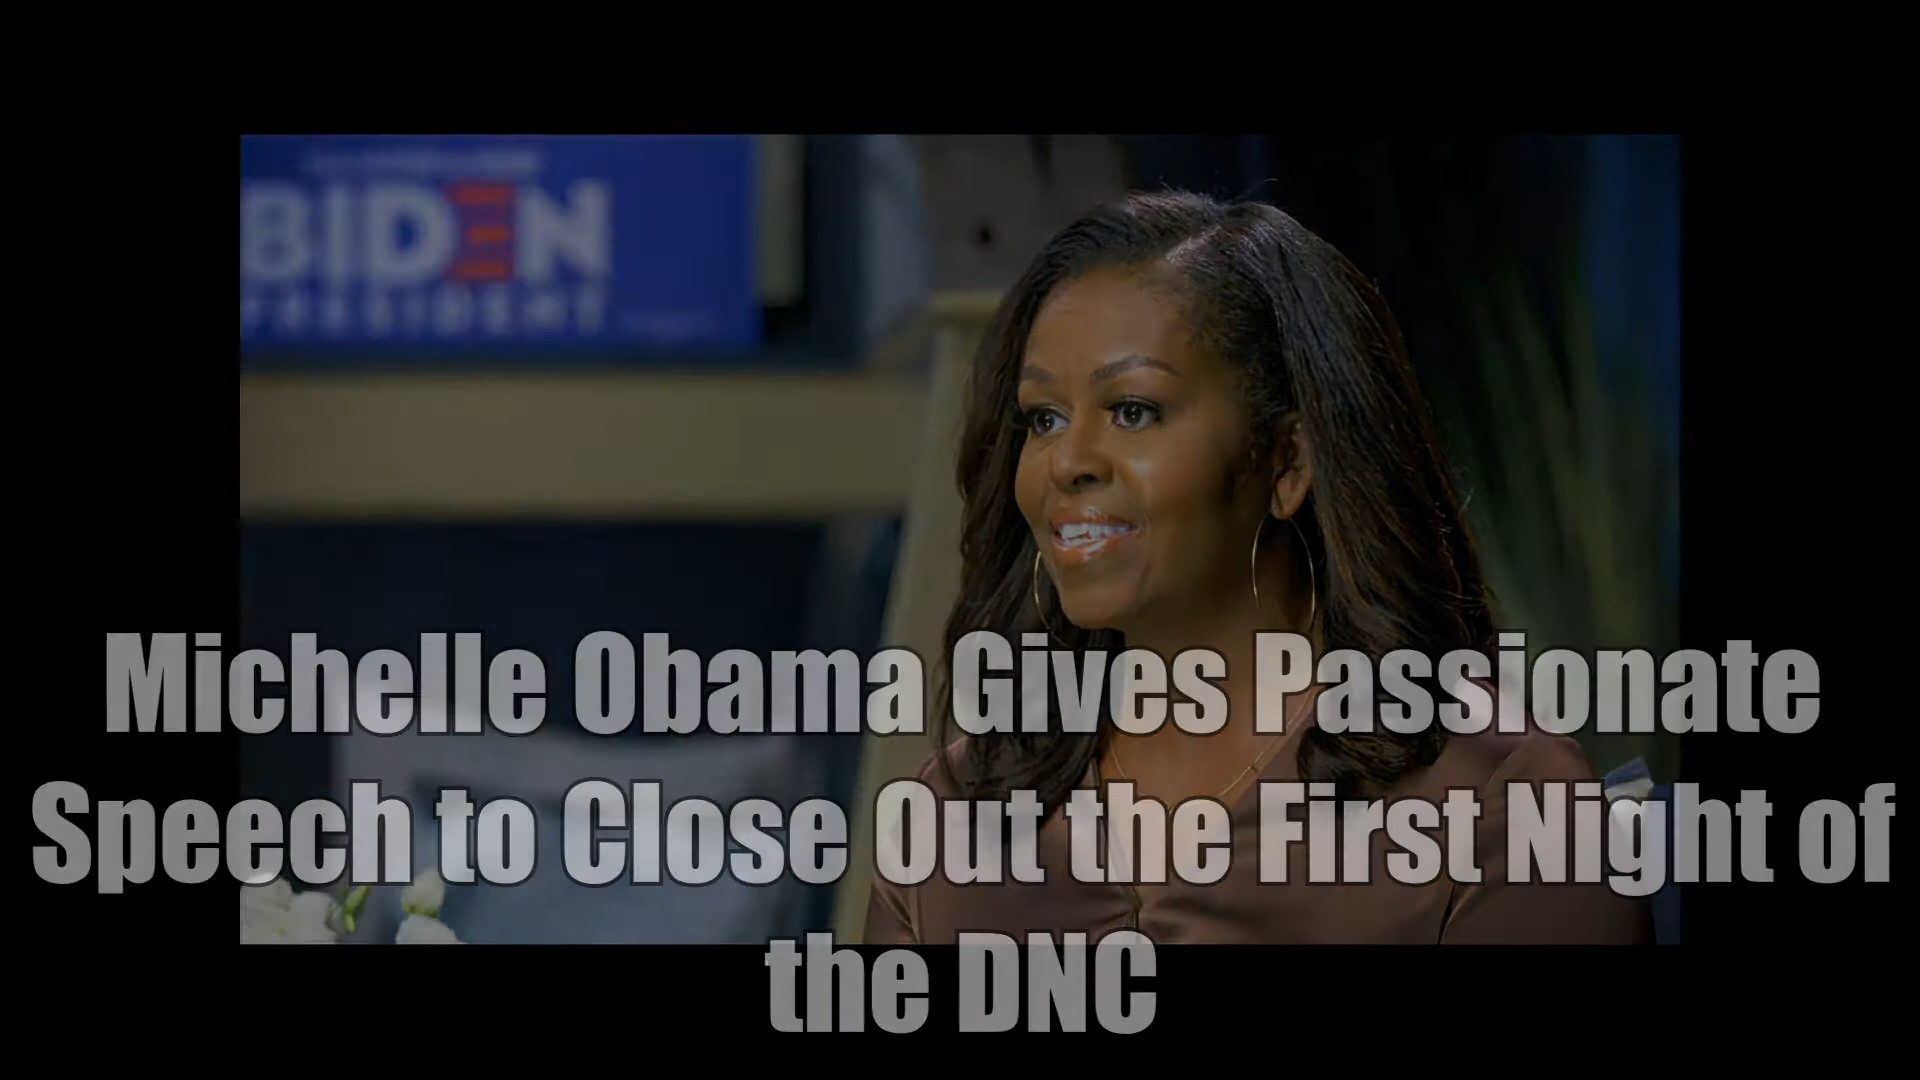 BIDEN
PRESIDENT
Michelle Obama Gives Passionate
Speech to Close Out the First Night of
the DNC